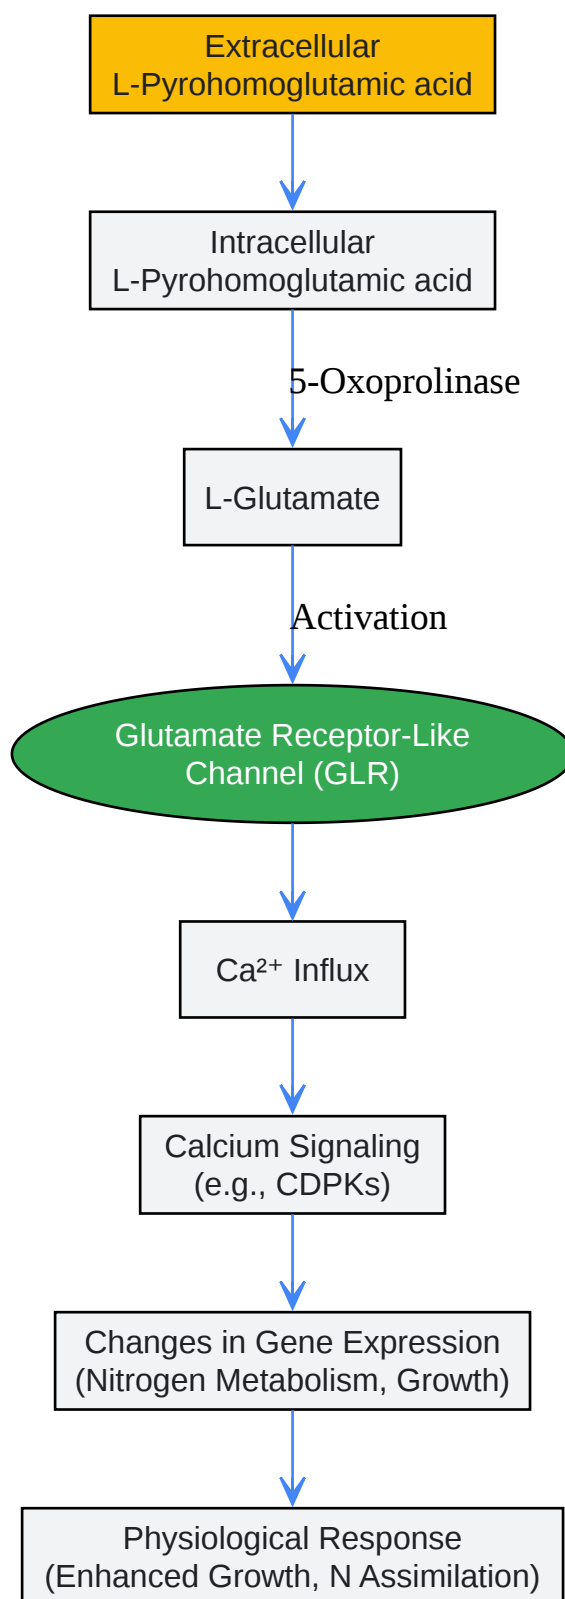 Extracellular
L-Pyrohomoglutamic acid
Intracellular
L-Pyrohomoglutamic acid
5-Oxoprolinase
L-Glutamate
Activation
Glutamate Receptor-Like
Channel (GLR)
Ca²⁺ Influx
Calcium Signaling
(e.g., CDPKs)
Changes in Gene Expression
(Nitrogen Metabolism, Growth)
Physiological Response
(Enhanced Growth, N Assimilation)